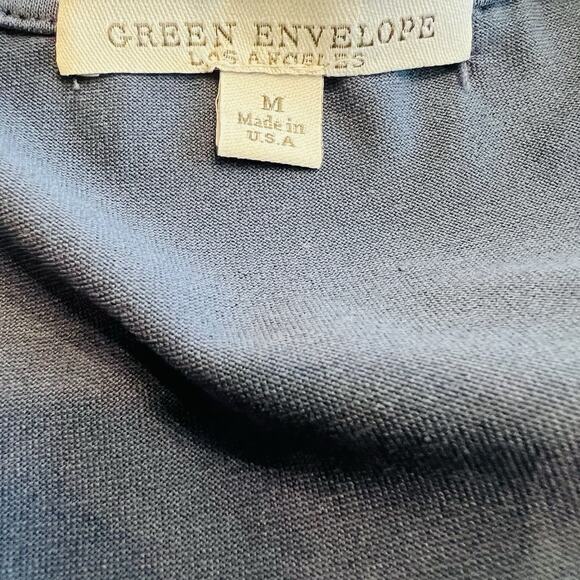 GREEN ENVELOPE
LOS ANGELES
M
Made in
U.S.A